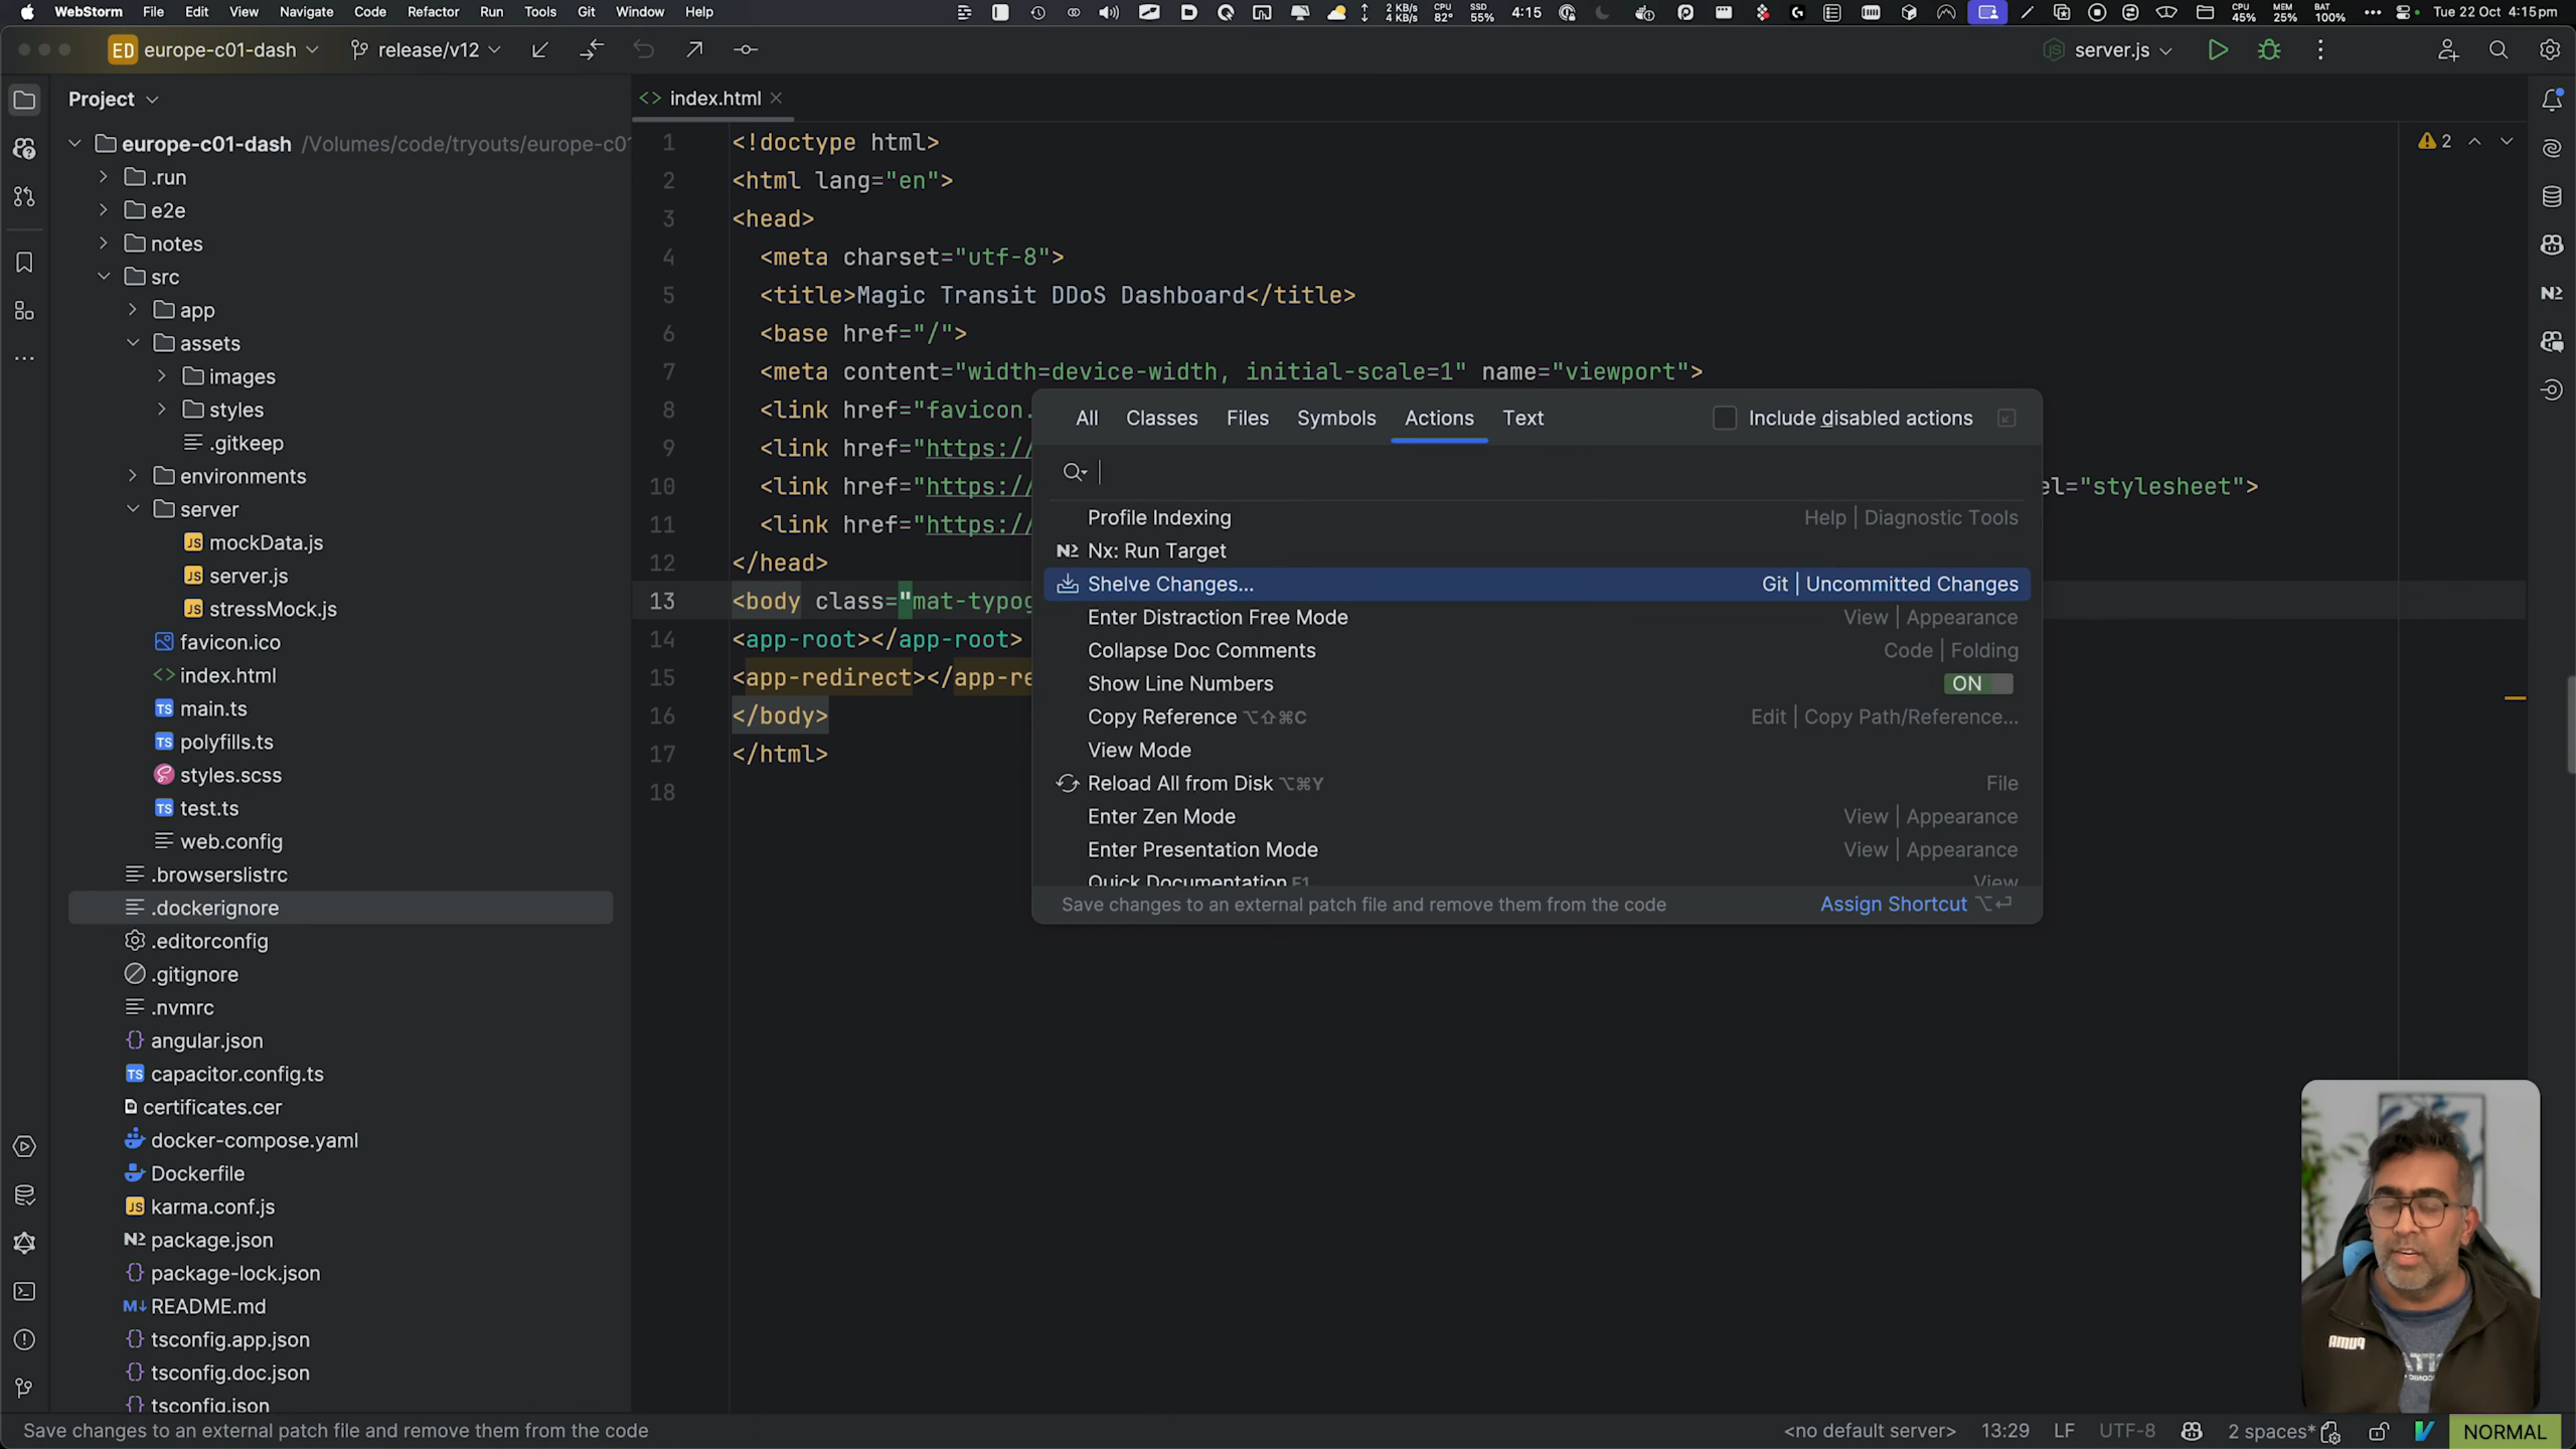 WebStorm File Edit View Navigate Code Refactor Run Tools Git Window Help
2 KB/s 4 KB/s CPU 82° SSD 55% 4:15 CPU 45% MEM 25% BAT 100% Tue 22 Oct 4:15 pm
ED europe-c01-dash release/v12 server.js
Project
index.html
europe-c01-dash /Volumes/code/tryouts/europe-c01
.run
e2e
notes
src
app
assets
images
styles
.gitkeep
environments
server
JS mockData.js
JS server.js
JS stressMock.js
favicon.ico
<> index.html
TS main.ts
TS polyfills.ts
styles.scss
TS test.ts
web.config
.browserslistrc
.dockerignore
.editorconfig
.gitignore
.nvmrc
{} angular.json
TS capacitor.config.ts
certificates.cer
docker-compose.yaml
Dockerfile
JS karma.conf.js
package.json
{} package-lock.json
M↓ README.md
{} tsconfig.app.json
{} tsconfig.doc.json
{} tsconfig.json
1 <!doctype html>
2 <html lang="en">
3 <head>
4 <meta charset="utf-8">
5 <title>Magic Transit DDoS Dashboard</title>
6 <base href="/">
7 <meta content="width=device-width, initial-scale=1" name="viewport">
8 <link href="favicon.
9 <link href="https://
10 <link href="https:// el="stylesheet">
11 <link href="https://
12 </head>
13 <body class="mat-typog
14 <app-root></app-root>
15 <app-redirect></app-re
16 </body>
17 </html>
18
2
All Classes Files Symbols Actions Text Include disabled actions
Profile Indexing Help | Diagnostic Tools
Nx: Run Target
Shelve Changes... Git | Uncommitted Changes
Enter Distraction Free Mode View | Appearance
Collapse Doc Comments Code | Folding
Show Line Numbers ON
Copy Reference ⌥⇧⌘C Edit | Copy Path/Reference...
View Mode
Reload All from Disk ⌥⌘Y File
Enter Zen Mode View | Appearance
Enter Presentation Mode View | Appearance
Quick Documentation F1 View
Save changes to an external patch file and remove them from the code Assign Shortcut ⌥⏎
PUMA
Save changes to an external patch file and remove them from the code <no default server> 13:29 LF UTF-8 2 spaces* NORMAL